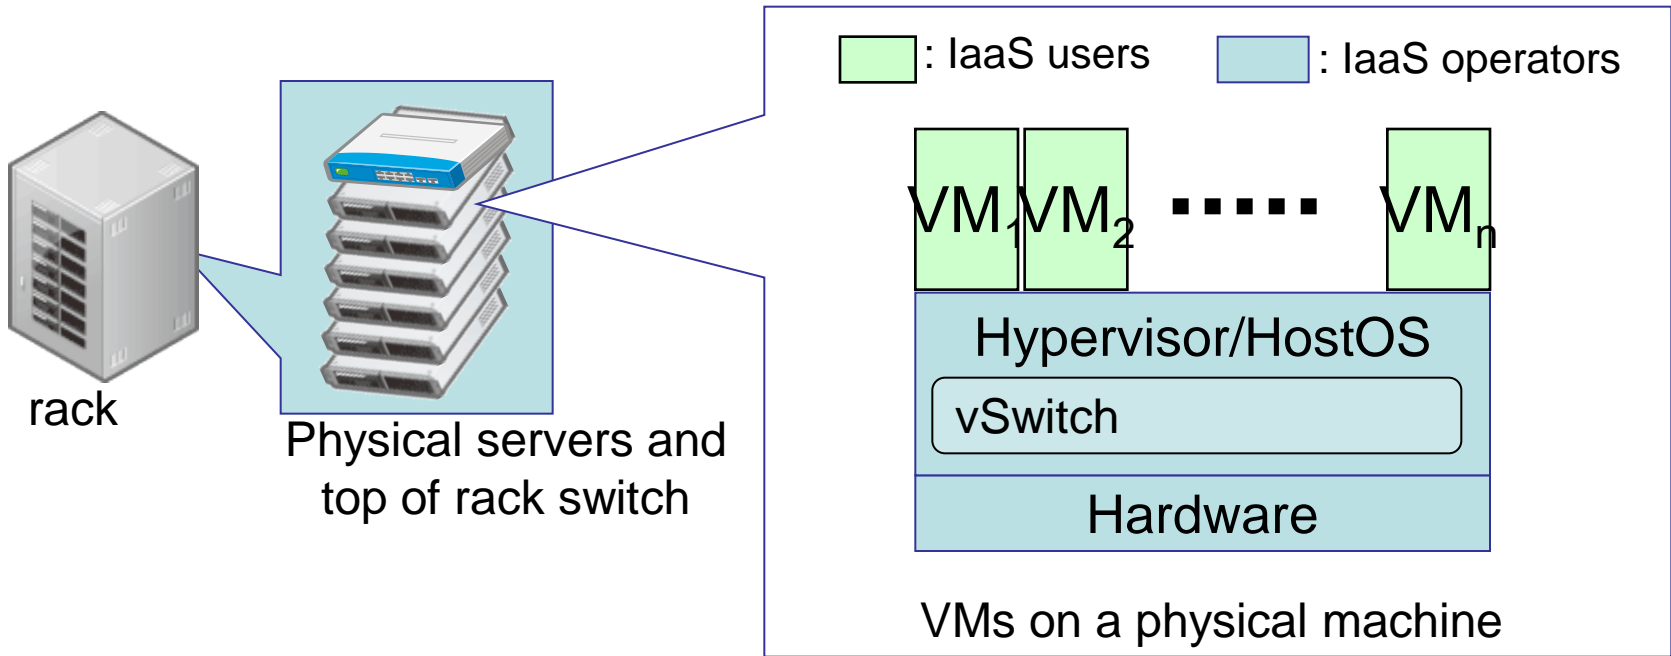 : IaaS users
: IaaS operators
VM1 VM2 ····· VMn
Hypervisor/HostOS
vSwitch
Hardware
VMs on a physical machine
rack
Physical servers and
top of rack switch